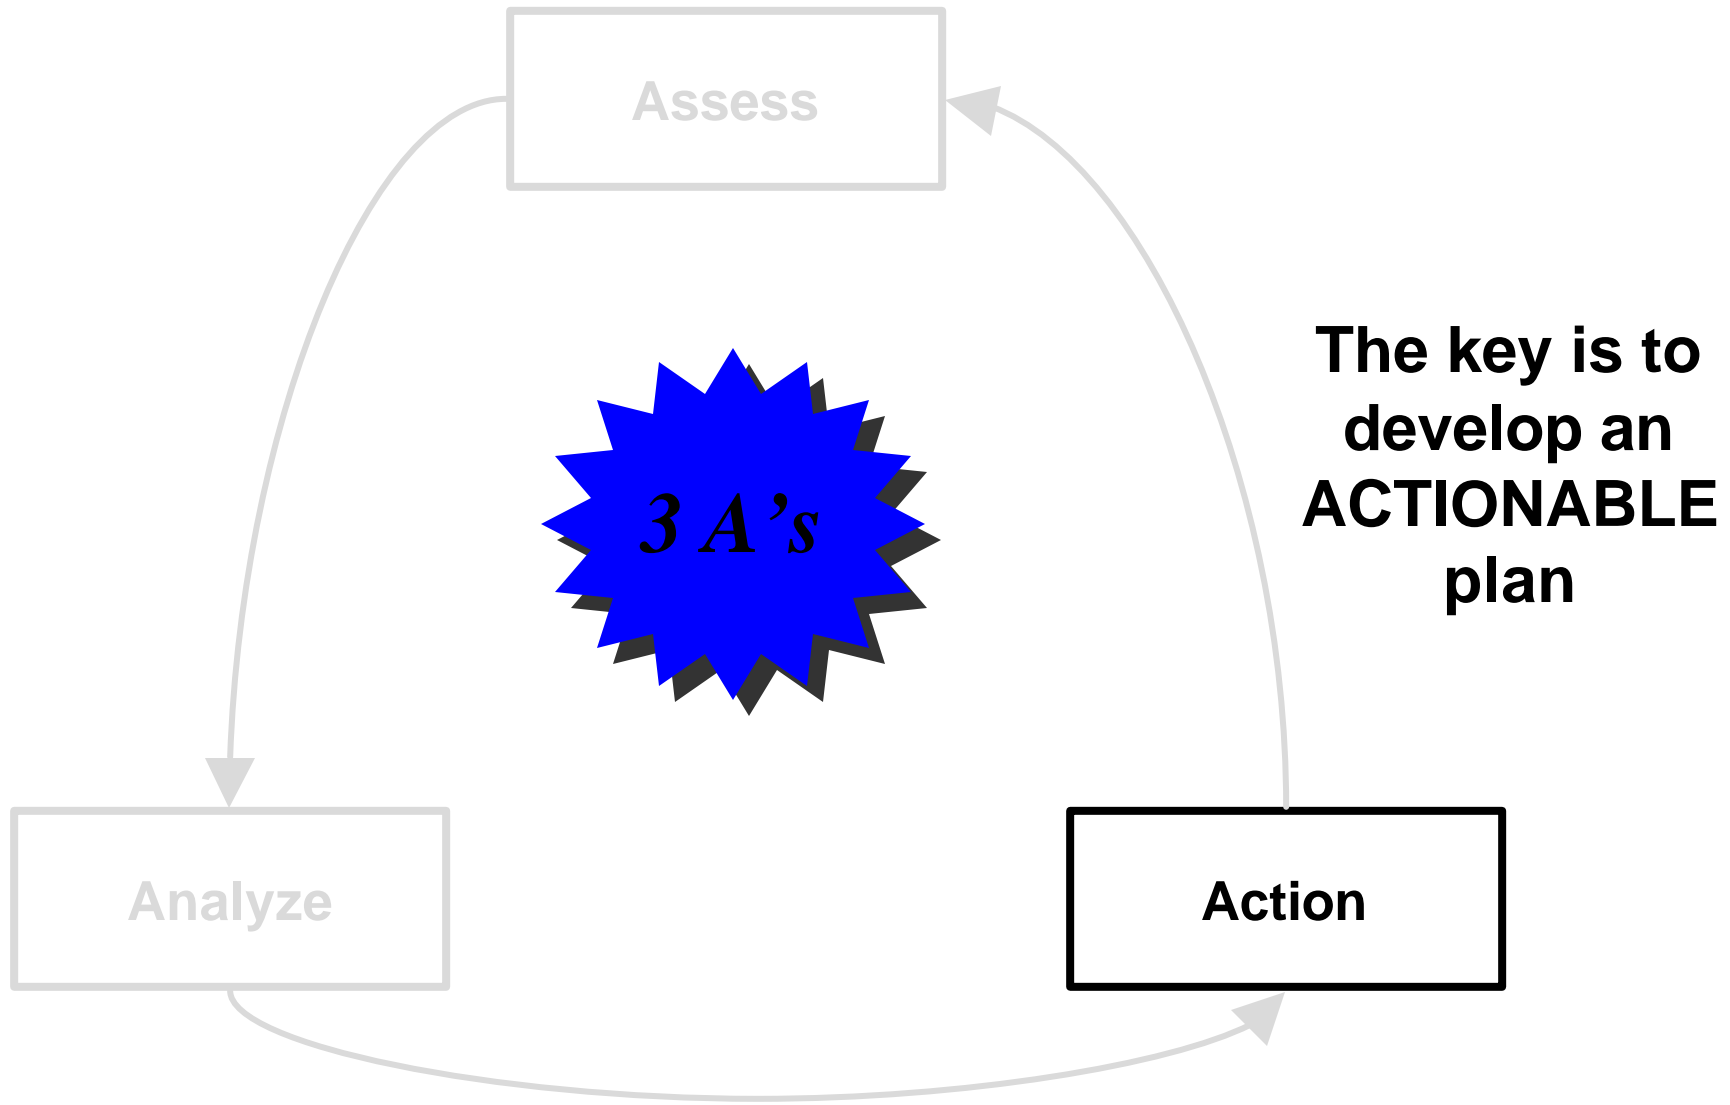 Assess
The key is to
develop an
ACTIONABLE
plan
3 A’s
Analyze
Action